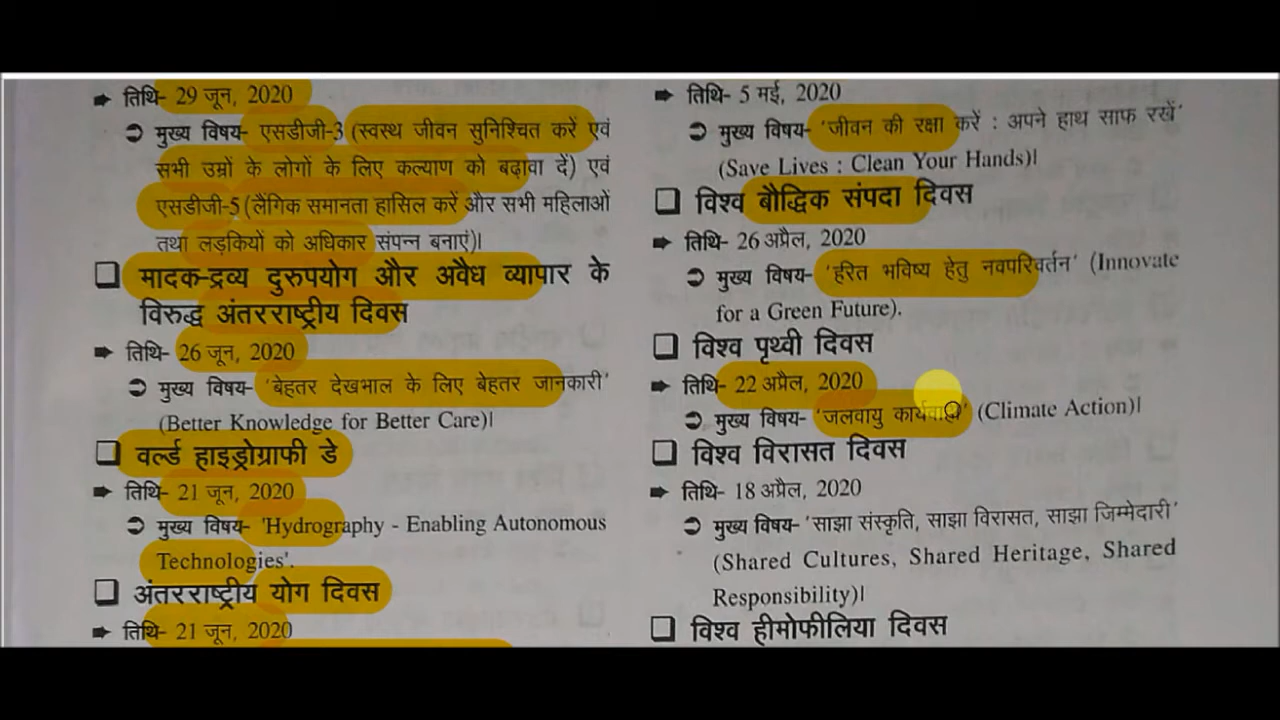 ➨ तिथि- 29 जून, 2020
➲ मुख्य विषय- एसडीजी-3 (स्वस्थ जीवन सुनिश्चित करें एवं
सभी उम्रों के लोगों के लिए कल्याण को बढ़ावा दें) एवं
एसडीजी-5 (लैंगिक समानता हासिल करें और सभी महिलाओं
तथा लड़कियों को अधिकार संपन्न बनाएं)।
❑ मादक-द्रव्य दुरुपयोग और अवैध व्यापार के
विरुद्ध अंतरराष्ट्रीय दिवस
➨ तिथि- 26 जून, 2020
➲ मुख्य विषय- 'बेहतर देखभाल के लिए बेहतर जानकारी'
(Better Knowledge for Better Care)।
❑ वर्ल्ड हाइड्रोग्राफी डे
➨ तिथि- 21 जून, 2020
➲ मुख्य विषय- 'Hydrography - Enabling Autonomous
Technologies'.
❑ अंतरराष्ट्रीय योग दिवस
➨ तिथि- 21 जून, 2020
➨ तिथि- 5 मई, 2020
➲ मुख्य विषय- 'जीवन की रक्षा करें : अपने हाथ साफ रखें'
(Save Lives : Clean Your Hands)।
❑ विश्व बौद्धिक संपदा दिवस
➨ तिथि- 26 अप्रैल, 2020
➲ मुख्य विषय- 'हरित भविष्य हेतु नवपरिवर्तन' (Innovate
for a Green Future).
❑ विश्व पृथ्वी दिवस
➨ तिथि- 22 अप्रैल, 2020
➲ मुख्य विषय- 'जलवायु कार्यवाही' (Climate Action)।
❑ विश्व विरासत दिवस
➨ तिथि- 18 अप्रैल, 2020
➲ मुख्य विषय- 'साझा संस्कृति, साझा विरासत, साझा जिम्मेदारी'
(Shared Cultures, Shared Heritage, Shared
Responsibility)।
❑ विश्व हीमोफीलिया दिवस